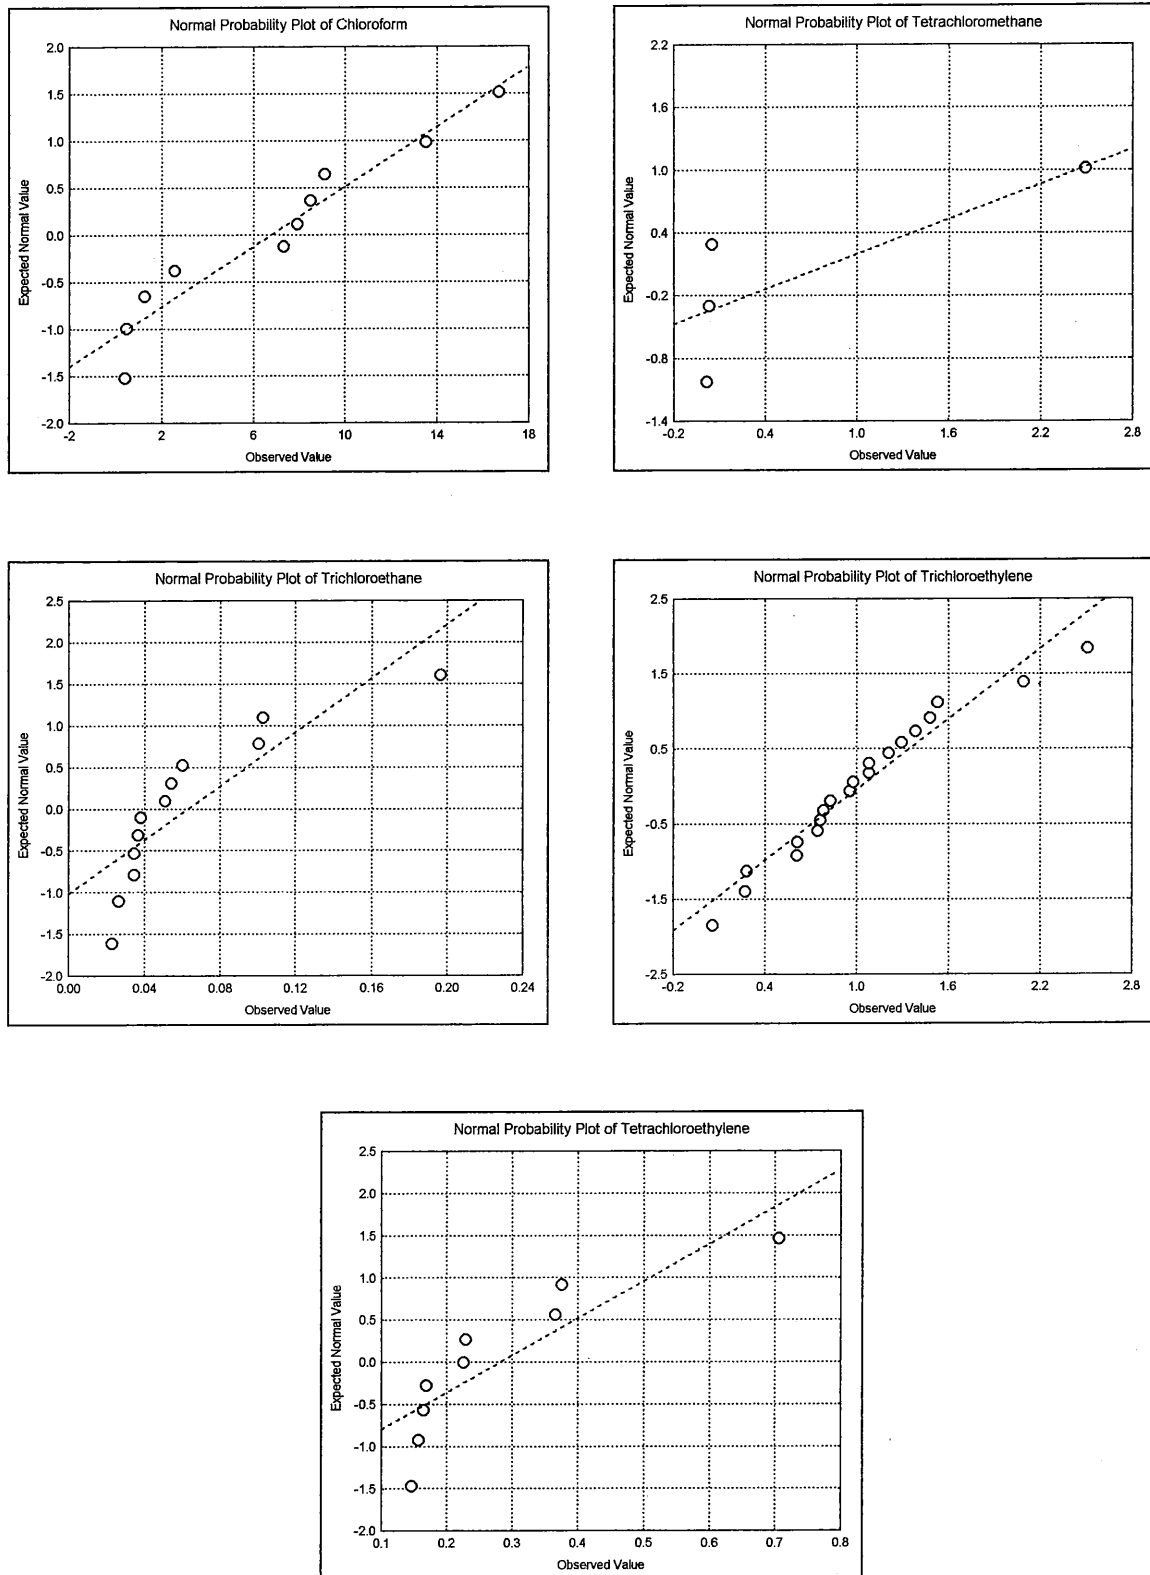 Normal Probability Plot of Chloroform
2.0
1.5
1.0
0.5
0.0
-0.5
-1.0
-1.5
-2.0
Expected Normal Value
-2 2 6 10 14 18
Observed Value
Normal Probability Plot of Tetrachloromethane
2.2
1.6
1.0
0.4
-0.2
-0.8
-1.4
Expected Normal Value
-0.2 0.4 1.0 1.6 2.2 2.8
Observed Value
Normal Probability Plot of Trichloroethane
2.5
2.0
1.5
1.0
0.5
0.0
-0.5
-1.0
-1.5
-2.0
Expected Normal Value
0.00 0.04 0.08 0.12 0.16 0.20 0.24
Observed Value
Normal Probability Plot of Trichloroethylene
2.5
1.5
0.5
-0.5
-1.5
-2.5
Expected Normal Value
-0.2 0.4 1.0 1.6 2.2 2.8
Observed Value
Normal Probability Plot of Tetrachloroethylene
2.5
2.0
1.5
1.0
0.5
0.0
-0.5
-1.0
-1.5
-2.0
Expected Normal Value
0.1 0.2 0.3 0.4 0.5 0.6 0.7 0.8
Observed Value